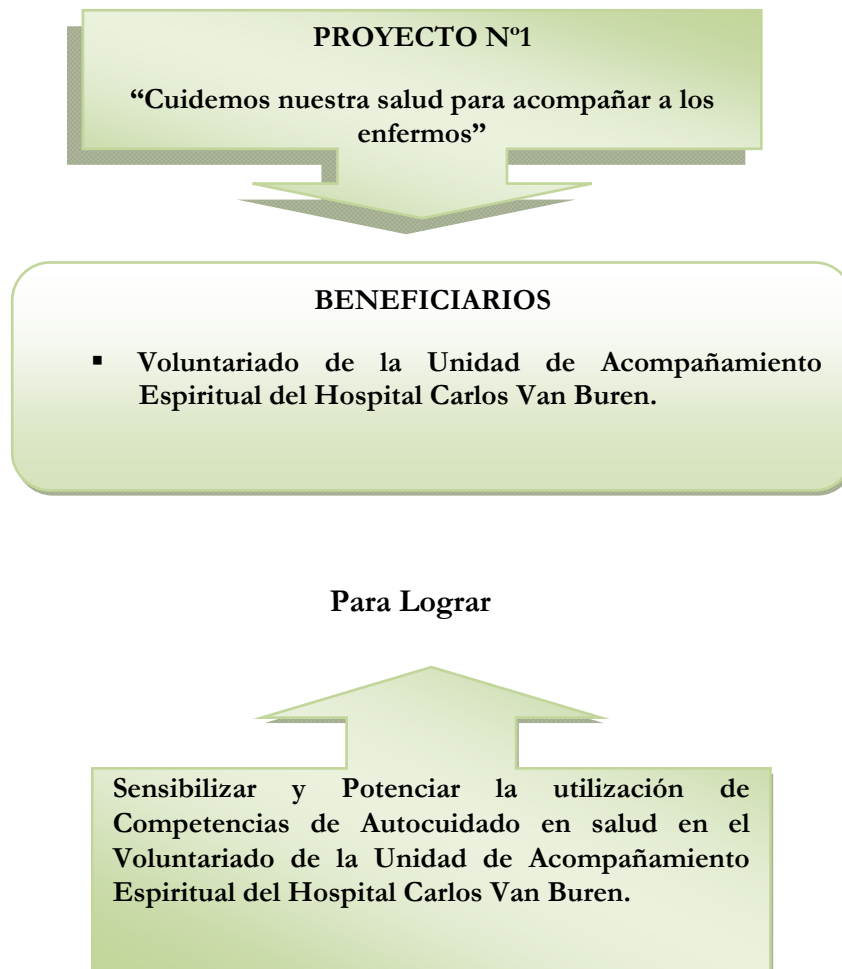 PROYECTO Nº1
“Cuidemos nuestra salud para acompañar a los
enfermos”
BENEFICIARIOS
▪ Voluntariado de la Unidad de Acompañamiento
Espiritual del Hospital Carlos Van Buren.
Para Lograr
Sensibilizar y Potenciar la utilización de
Competencias de Autocuidado en salud en el
Voluntariado de la Unidad de Acompañamiento
Espiritual del Hospital Carlos Van Buren.